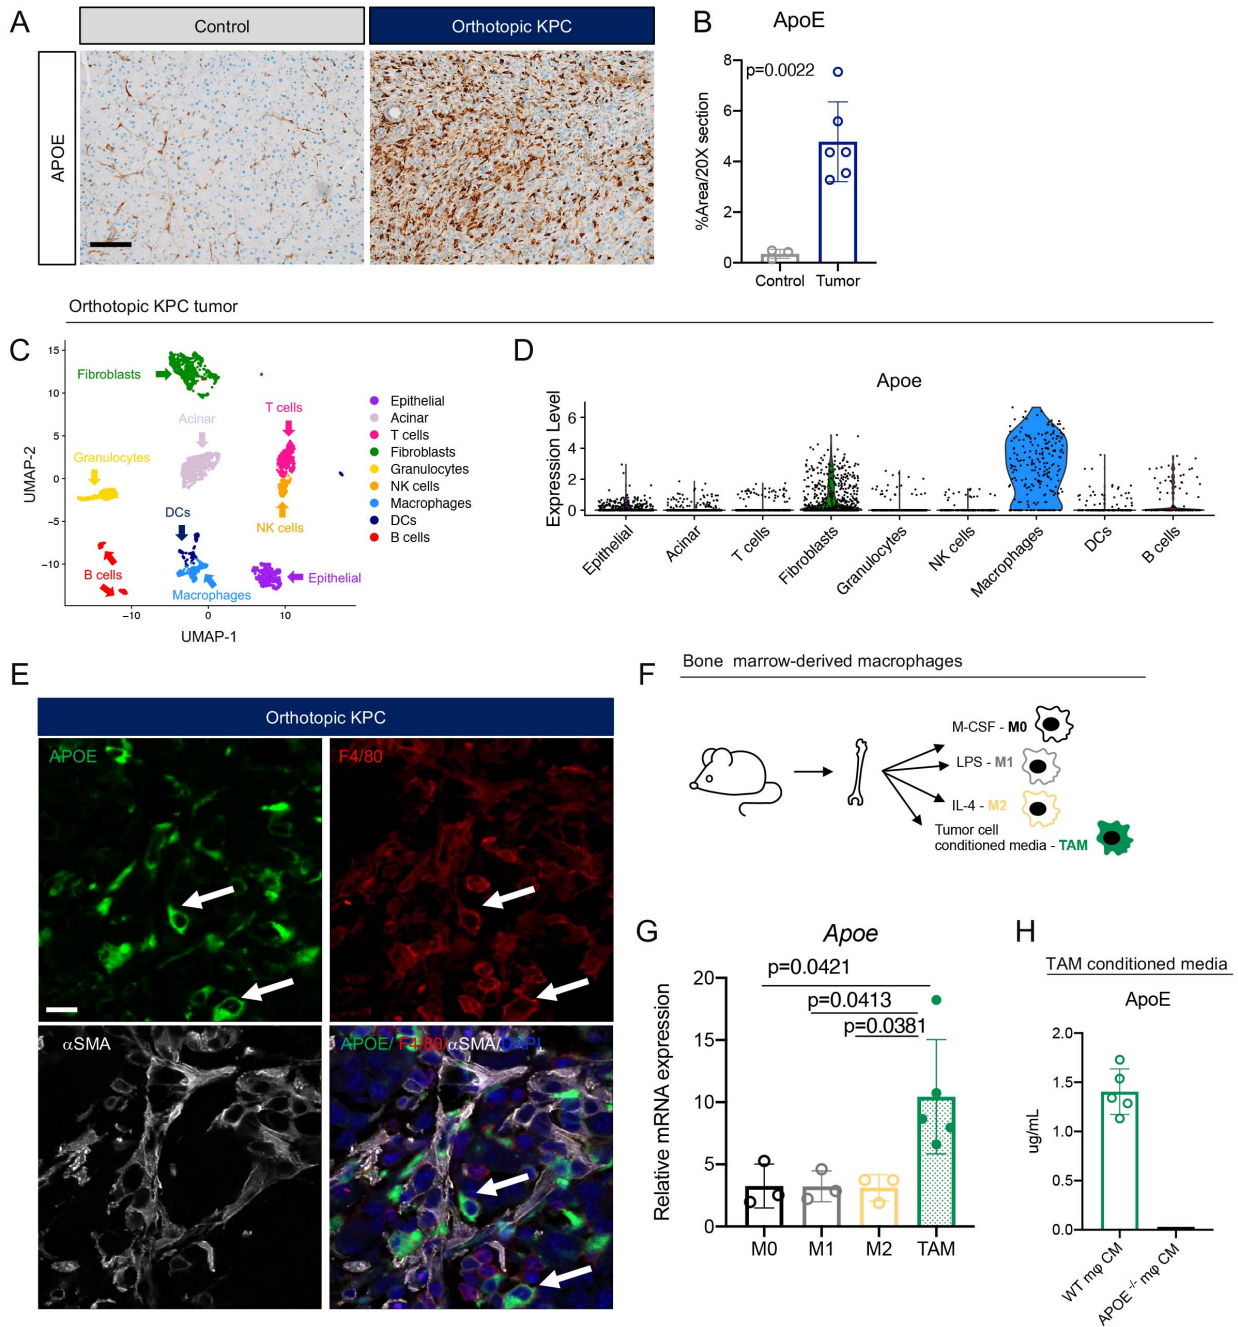 A
Control
Orthotopic KPC
APOE
B
ApoE
p=0.0022
%Area/20X section
8
6
4
2
0
Control
Tumor
Orthotopic KPC tumor
C
UMAP-2
15
10
5
0
−5
−10
Fibroblasts
Acinar
T cells
Granulocytes
NK cells
DCs
B cells
Macrophages
Epithelial
−10
0
10
UMAP-1
Epithelial
Acinar
T cells
Fibroblasts
Granulocytes
NK cells
Macrophages
DCs
B cells
D
Apoe
Expression Level
6
4
2
0
Epithelial
Acinar
T cells
Fibroblasts
Granulocytes
NK cells
Macrophages
DCs
B cells
E
Orthotopic KPC
APOE
F4/80
αSMA
APOE/ F4/80/αSMA/DAPI
F
Bone marrow-derived macrophages
M-CSF - M0
LPS - M1
IL-4 - M2
Tumor cell
conditioned media - TAM
G
Apoe
p=0.0421
p=0.0413
p=0.0381
Relative mRNA expression
20
15
10
5
0
M0
M1
M2
TAM
H
TAM conditioned media
ApoE
ug/mL
2.0
1.5
1.0
0.5
0.0
WT mφ CM
APOE -/- mφ CM